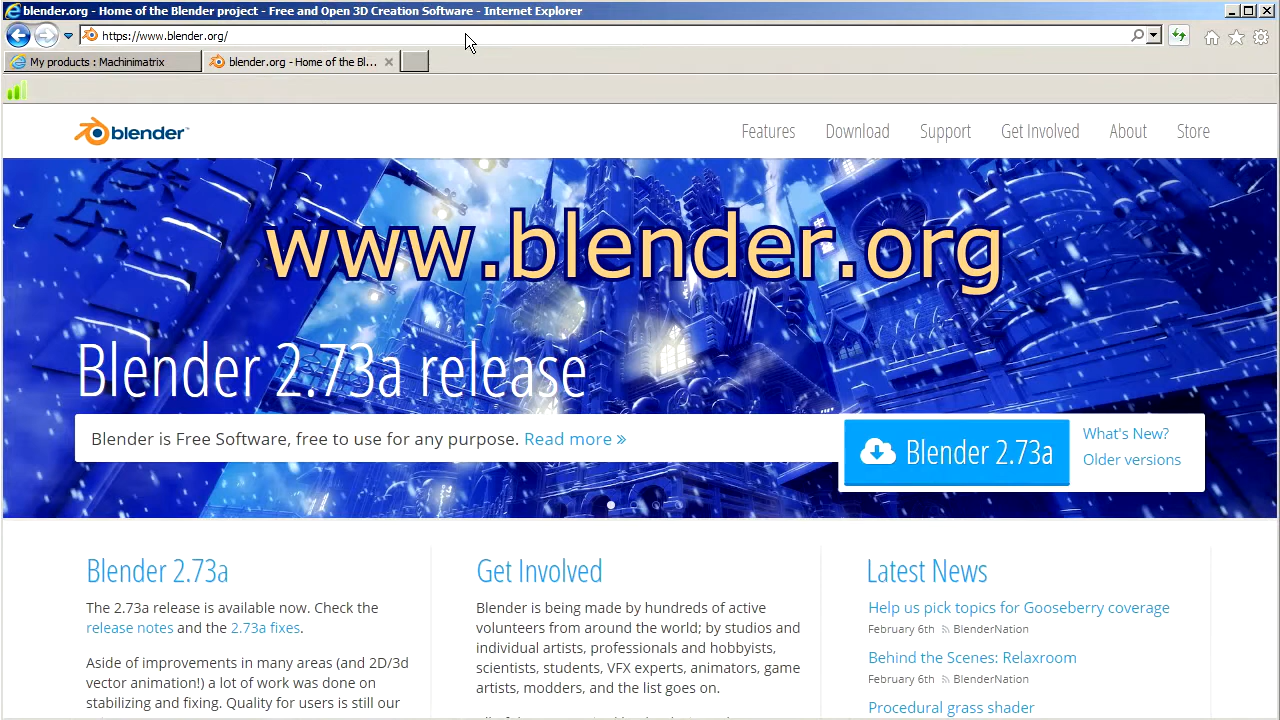 blender.org - Home of the Blender project - Free and Open 3D Creation Software - Internet Explorer
https://www.blender.org/
My products : Machinimatrix
blender.org - Home of the Bl...
blender™
Features
Download
Support
Get Involved
About
Store
www.blender.org
Blender 2.73a release
Blender is Free Software, free to use for any purpose. Read more »
Blender 2.73a
What's New?
Older versions
Blender 2.73a
The 2.73a release is available now. Check the
release notes and the 2.73a fixes.
Aside of improvements in many areas (and 2D/3d
vector animation!) a lot of work was done on
stabilizing and fixing. Quality for users is still our
Get Involved
Blender is being made by hundreds of active
volunteers from around the world; by studios and
individual artists, professionals and hobbyists,
scientists, students, VFX experts, animators, game
artists, modders, and the list goes on.
Latest News
Help us pick topics for Gooseberry coverage
February 6th BlenderNation
Behind the Scenes: Relaxroom
February 6th BlenderNation
Procedural grass shader